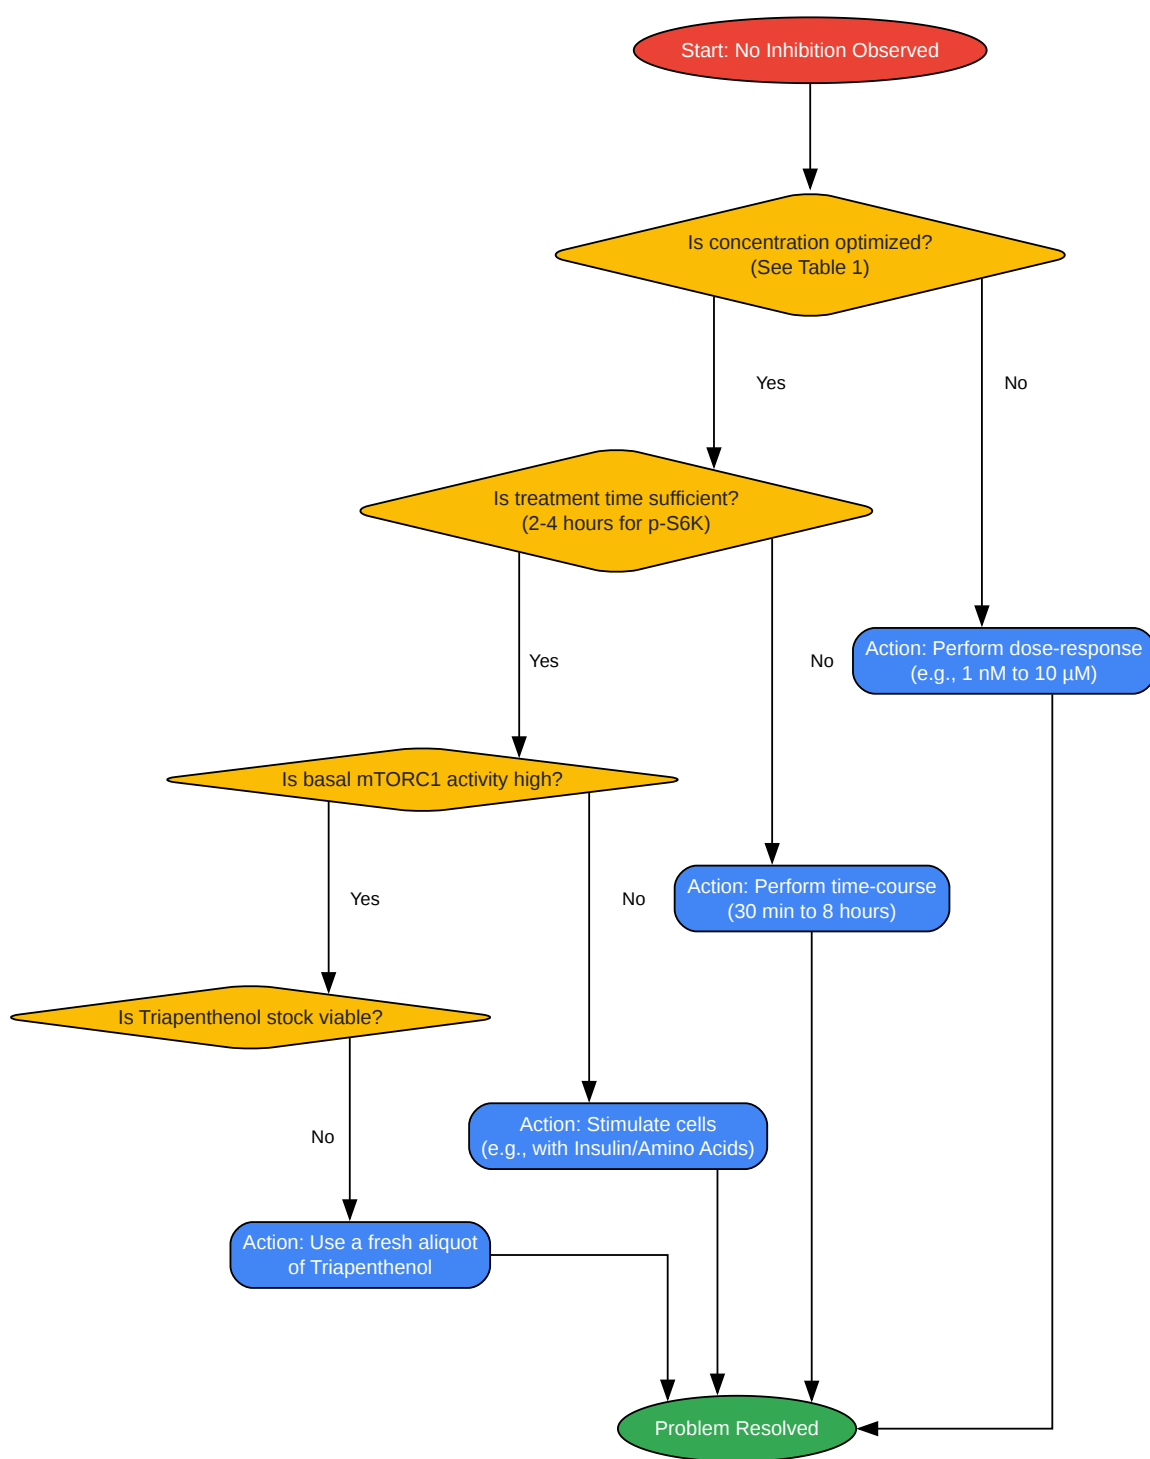 Start: No Inhibition Observed
Is concentration optimized?
(See Table 1)
Yes
No
Is treatment time sufficient?
(2-4 hours for p-S6K)
Yes
No
Action: Perform dose-response
(e.g., 1 nM to 10 µM)
Is basal mTORC1 activity high?
Yes
No
Action: Perform time-course
(30 min to 8 hours)
Is Triapenthenol stock viable?
No
Action: Stimulate cells
(e.g., with Insulin/Amino Acids)
Action: Use a fresh aliquot
of Triapenthenol
Problem Resolved